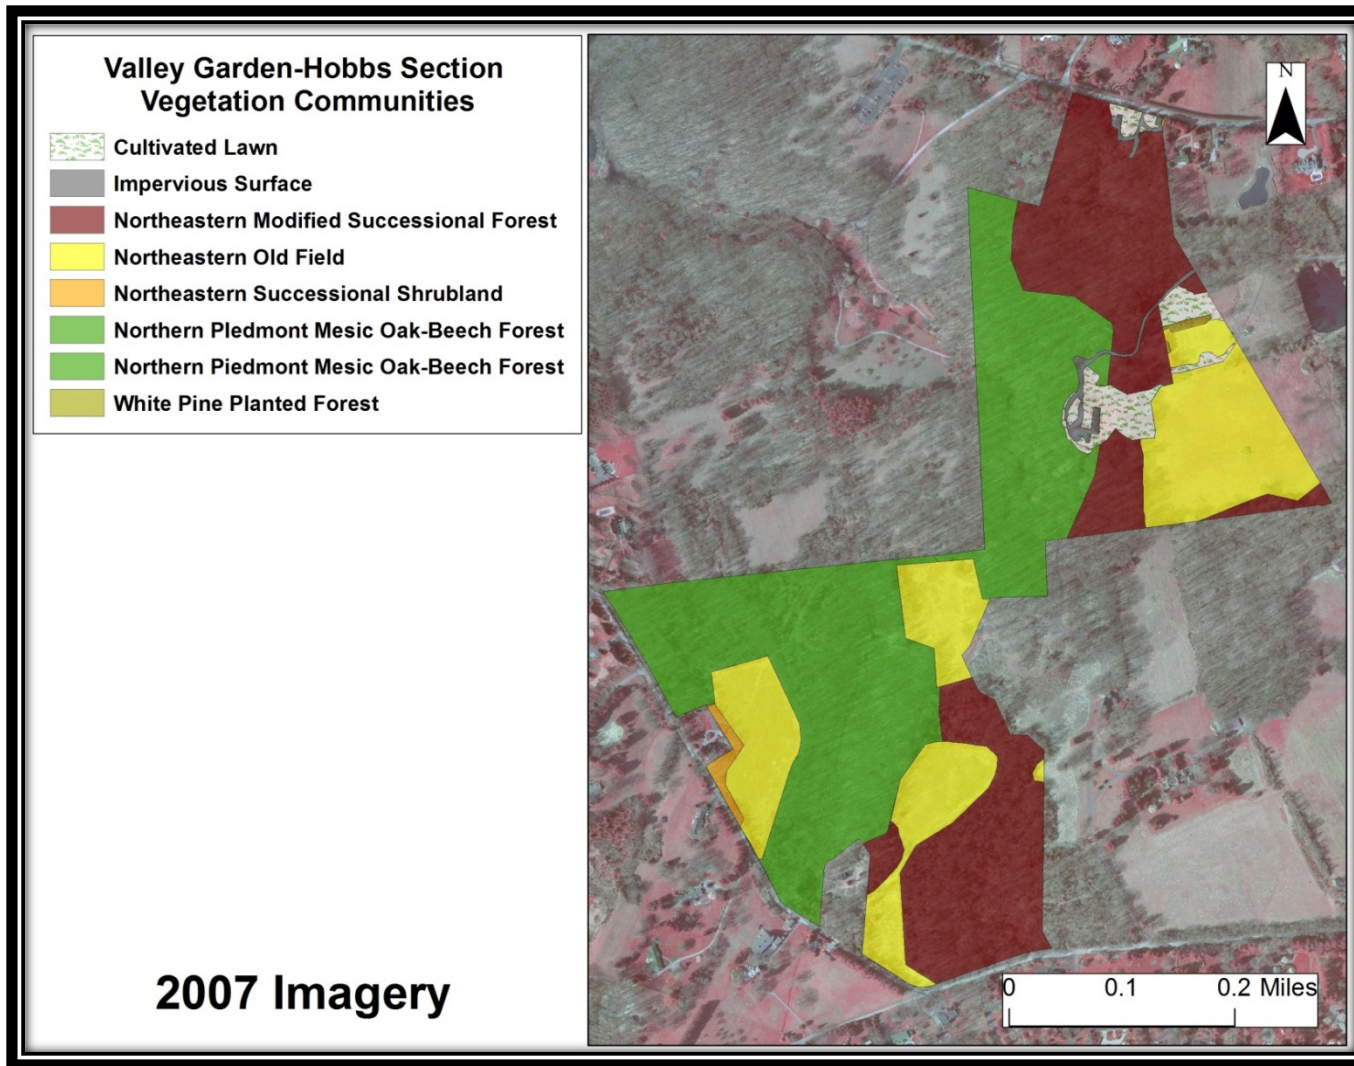 Valley Garden-Hobbs Section
Vegetation Communities
Cultivated Lawn
Impervious Surface
Northeastern Modified Successional Forest
Northeastern Old Field
Northeastern Successional Shrubland
Northern Pledmont Mesic Oak-Beech Forest
Northern Piedmont Mesic Oak-Beech Forest
White Pine Planted Forest
2007 Imagery
N
0 0.1 0.2 Miles